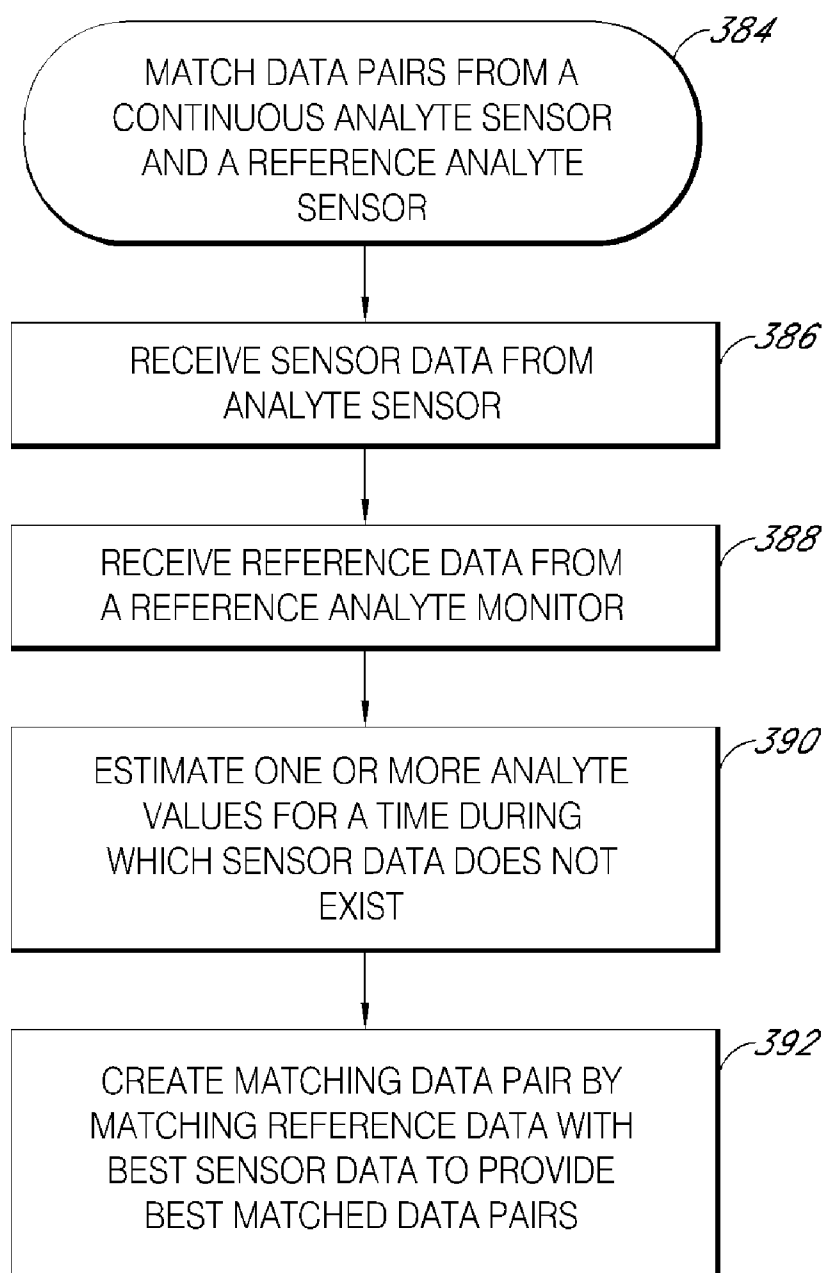 384
MATCH DATA PAIRS FROM A
CONTINUOUS ANALYTE SENSOR
AND A REFERENCE ANALYTE
SENSOR
386
RECEIVE SENSOR DATA FROM
ANALYTE SENSOR
388
RECEIVE REFERENCE DATA FROM
A REFERENCE ANALYTE MONITOR
390
ESTIMATE ONE OR MORE ANALYTE
VALUES FOR A TIME DURING
WHICH SENSOR DATA DOES NOT
EXIST
392
CREATE MATCHING DATA PAIR BY
MATCHING REFERENCE DATA WITH
BEST SENSOR DATA TO PROVIDE
BEST MATCHED DATA PAIRS